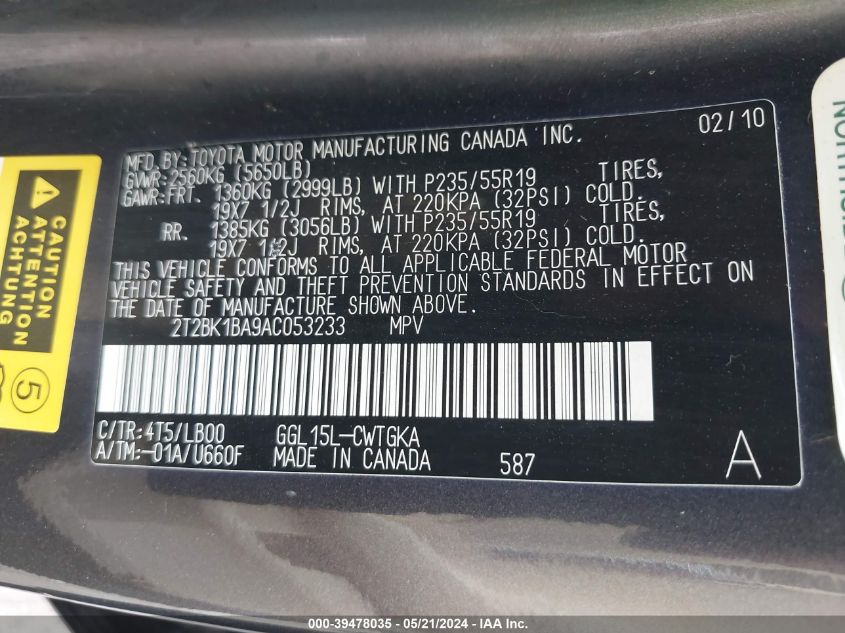 02/10
MFD.BY:TOYOTA MOTOR MANUFACTURING CANADA INC.
GVWR:2560KG (5650LB)
GAWR:FRT. 1360KG (2999LB) WITH P235/55R19 TIRES,
19X7 1/2J RIMS, AT 220KPA (32PSI) COLD.
RR. 1385KG (3056LB) WITH P235/55R19 TIRES,
19X7 1/2J RIMS, AT 220KPA (32PSI) COLD.
THIS VEHICLE CONFORMS TO ALL APPLICABLE FEDERAL MOTOR
VEHICLE SAFETY AND THEFT PREVENTION STANDARDS IN EFFECT ON
THE DATE OF MANUFACTURE SHOWN ABOVE.
2T2BK1BA9AC053233 MPV
C/TR:4T5/LB00 GGL15L-CWTGKA
A/TM:-01A/U660F MADE IN CANADA 587 A
CAUTION
ATTENTION
ACHTUNG
5
000-39478035 - 05/21/2024 - IAA Inc.